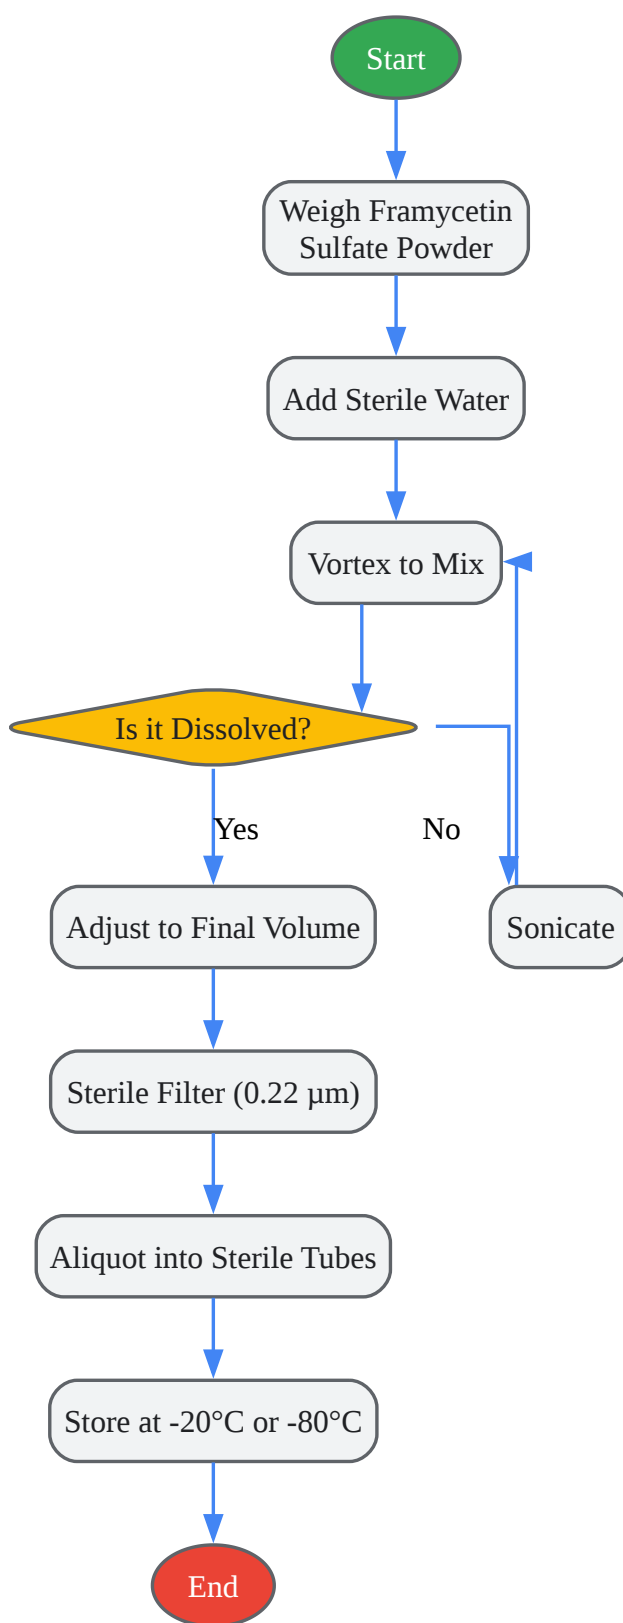 Start
Weigh Framycetin
Sulfate Powder
Add Sterile Water
Vortex to Mix
Is it Dissolved?
Yes
No
Adjust to Final Volume
Sonicate
Sterile Filter (0.22 µm)
Aliquot into Sterile Tubes
Store at -20°C or -80°C
End